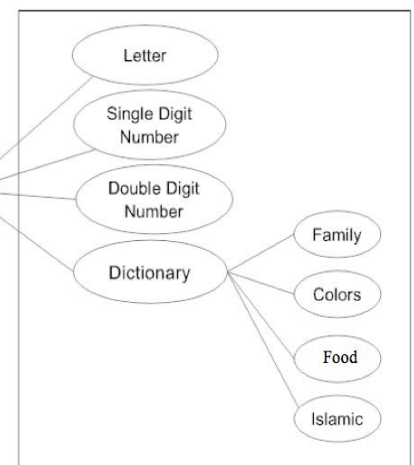 Letter
Single Digit
Number
Double Digit
Number
Dictionary
Family
Colors
Food
Islamic